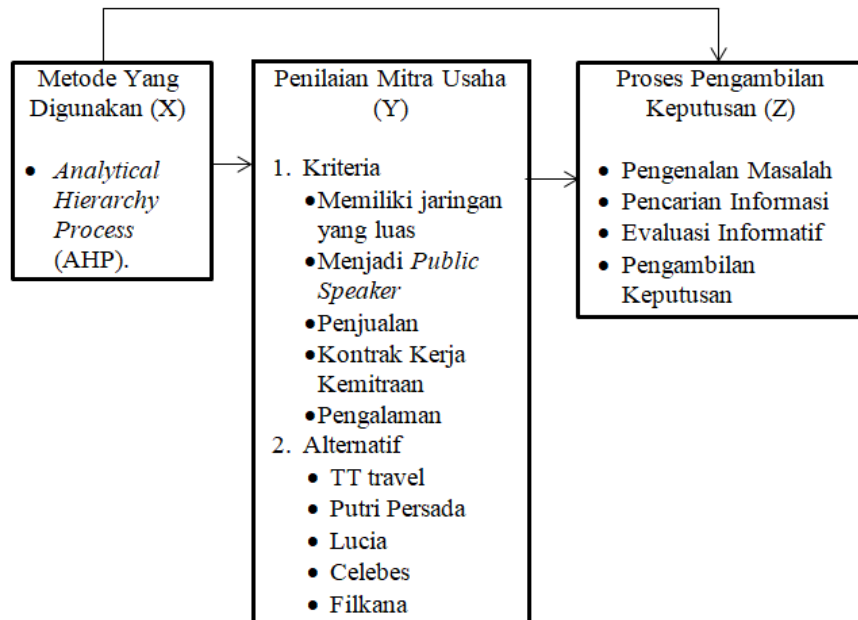 Metode Yang
Digunakan (X)
• Analytical
Hierarchy
Process
(AHP).
Penilaian Mitra Usaha
(Y)
1. Kriteria
•Memiliki jaringan
yang luas
•Menjadi Public
Speaker
•Penjualan
•Kontrak Kerja
Kemitraan
•Pengalaman
2. Alternatif
• TT travel
• Putri Persada
• Lucia
• Celebes
• Filkana
Proses Pengambilan
Keputusan (Z)
• Pengenalan Masalah
• Pencarian Informasi
• Evaluasi Informatif
• Pengambilan
Keputusan